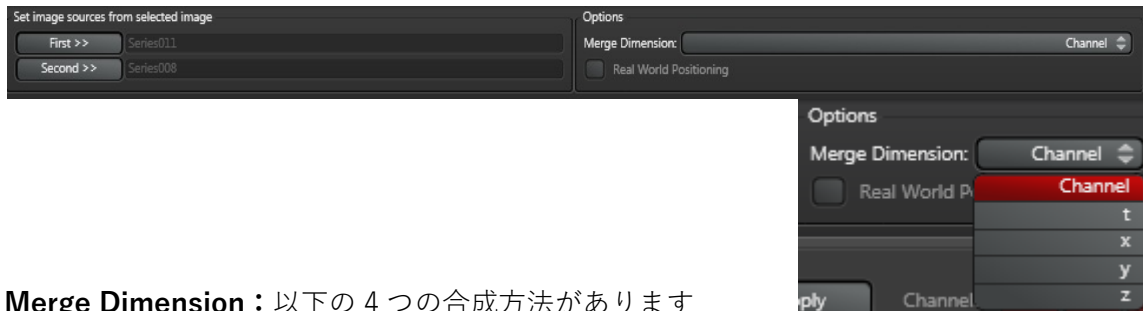 Set image sources from selected image
First >> Series011
Second >> Series008
Options
Merge Dimension: Channel
Real World Positioning
Options
Merge Dimension: Channel
Real World P
Channel
t
x
y
z
ply Channel
Merge Dimension：以下の 4 つの合成方法があります